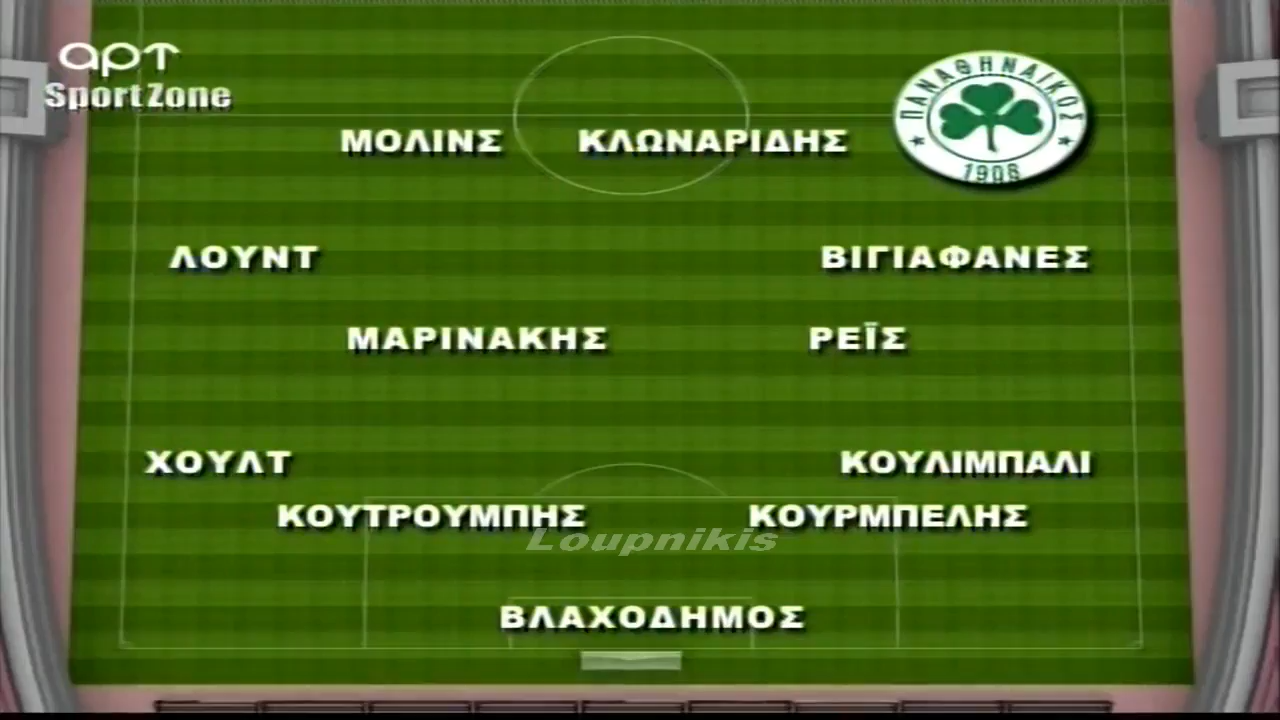 αρτ
SportZone
ΠΑΝΑΘΗΝΑΪΚΟΣ
1908
ΜΟΛΙΝΣ ΚΛΩΝΑΡΙΔΗΣ
ΛΟΥΝΤ ΒΙΓΙΑΦΑΝΕΣ
ΜΑΡΙΝΑΚΗΣ ΡΕΪΣ
ΧΟΥΛΤ ΚΟΥΛΙΜΠΑΛΙ
ΚΟΥΤΡΟΥΜΠΗΣ ΚΟΥΡΜΠΕΛΗΣ
Loupnikis
ΒΛΑΧΟΔΗΜΟΣ